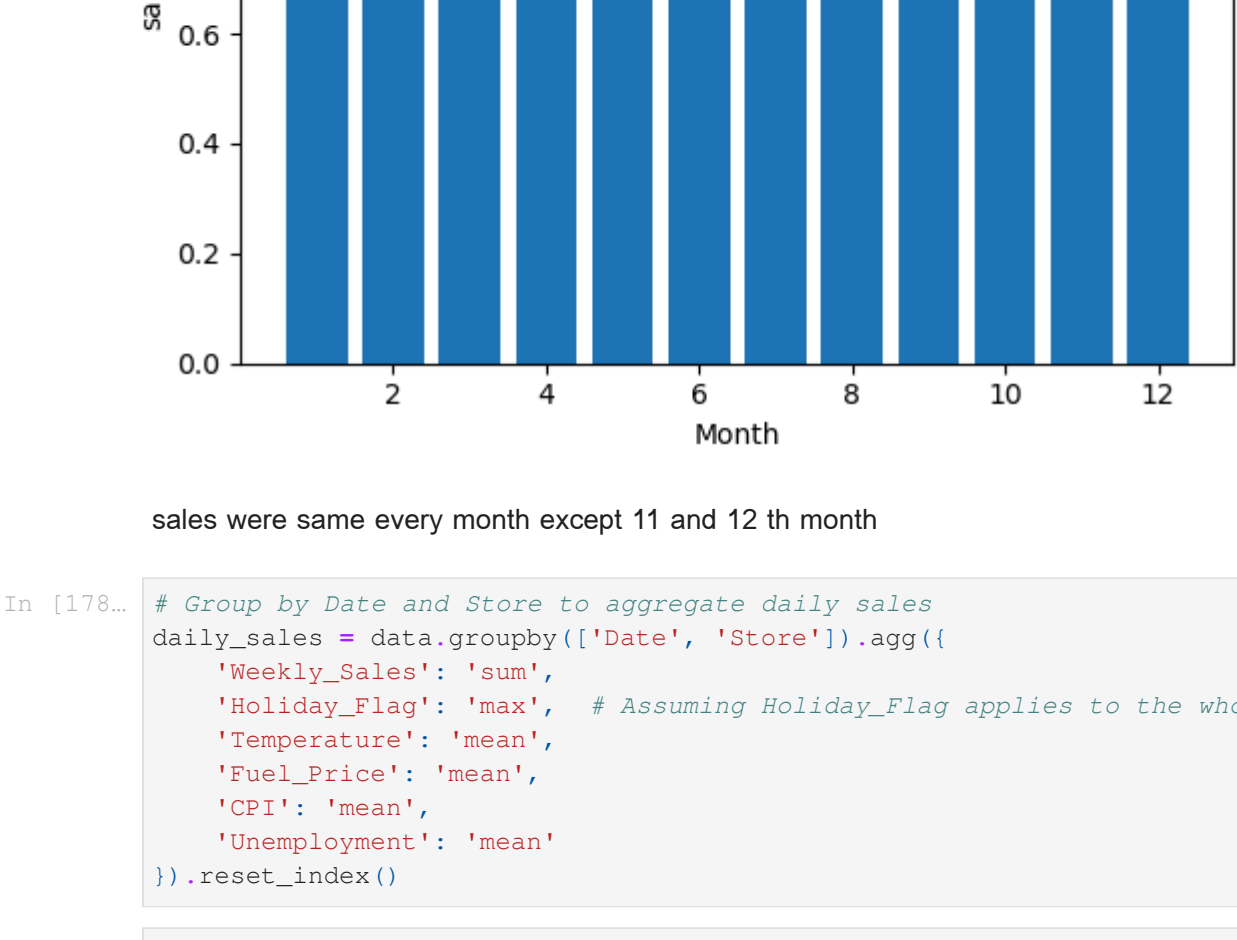 sa
0.6
0.4
0.2
0.0
2 4 6 8 10 12
Month
sales were same every month except 11 and 12 th month
In [178…
# Group by Date and Store to aggregate daily sales
daily_sales = data.groupby(['Date', 'Store']).agg({
    'Weekly_Sales': 'sum',
    'Holiday_Flag': 'max',  # Assuming Holiday_Flag applies to the
    'Temperature': 'mean',
    'Fuel_Price': 'mean',
    'CPI': 'mean',
    'Unemployment': 'mean'
}).reset_index()